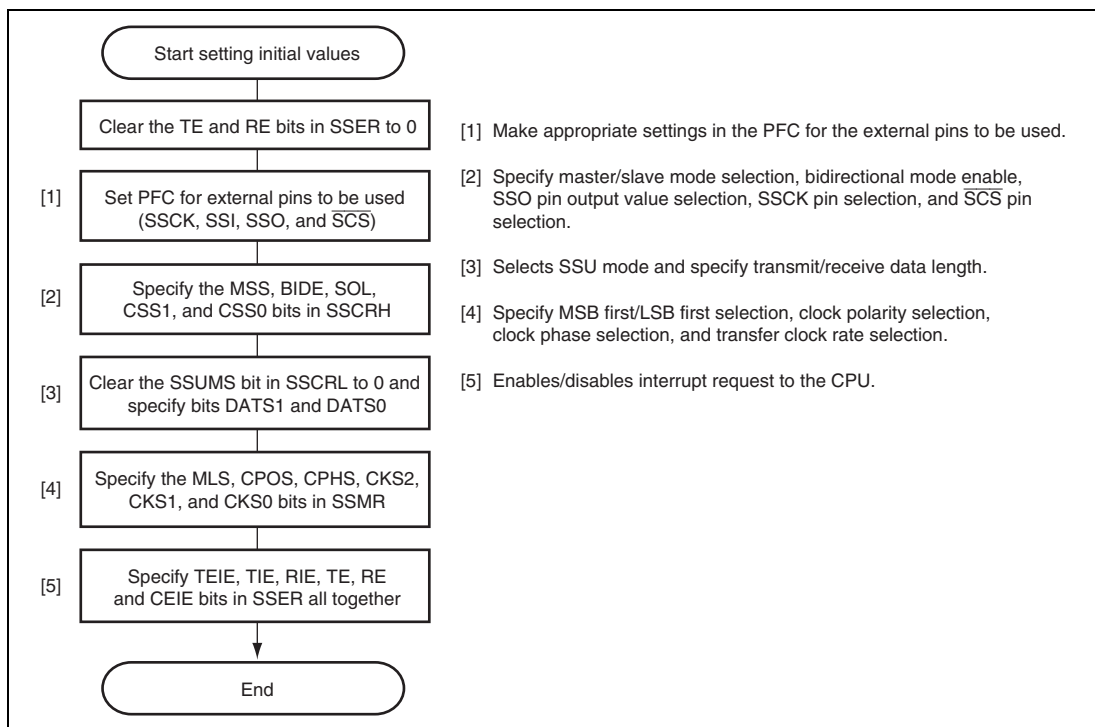 Start setting initial values
Clear the TE and RE bits in SSER to 0
[1]
Set PFC for external pins to be used
(SSCK, SSI, SSO, and S̅C̅S̅)
[2]
Specify the MSS, BIDE, SOL,
CSS1, and CSS0 bits in SSCRH
[3]
Clear the SSUMS bit in SSCRL to 0 and
specify bits DATS1 and DATS0
[4]
Specify the MLS, CPOS, CPHS, CKS2,
CKS1, and CKS0 bits in SSMR
[5]
Specify TEIE, TIE, RIE, TE, RE
and CEIE bits in SSER all together
End
[1] Make appropriate settings in the PFC for the external pins to be used.
[2] Specify master/slave mode selection, bidirectional mode enable,
SSO pin output value selection, SSCK pin selection, and S̅C̅S̅ pin
selection.
[3] Selects SSU mode and specify transmit/receive data length.
[4] Specify MSB first/LSB first selection, clock polarity selection,
clock phase selection, and transfer clock rate selection.
[5] Enables/disables interrupt request to the CPU.